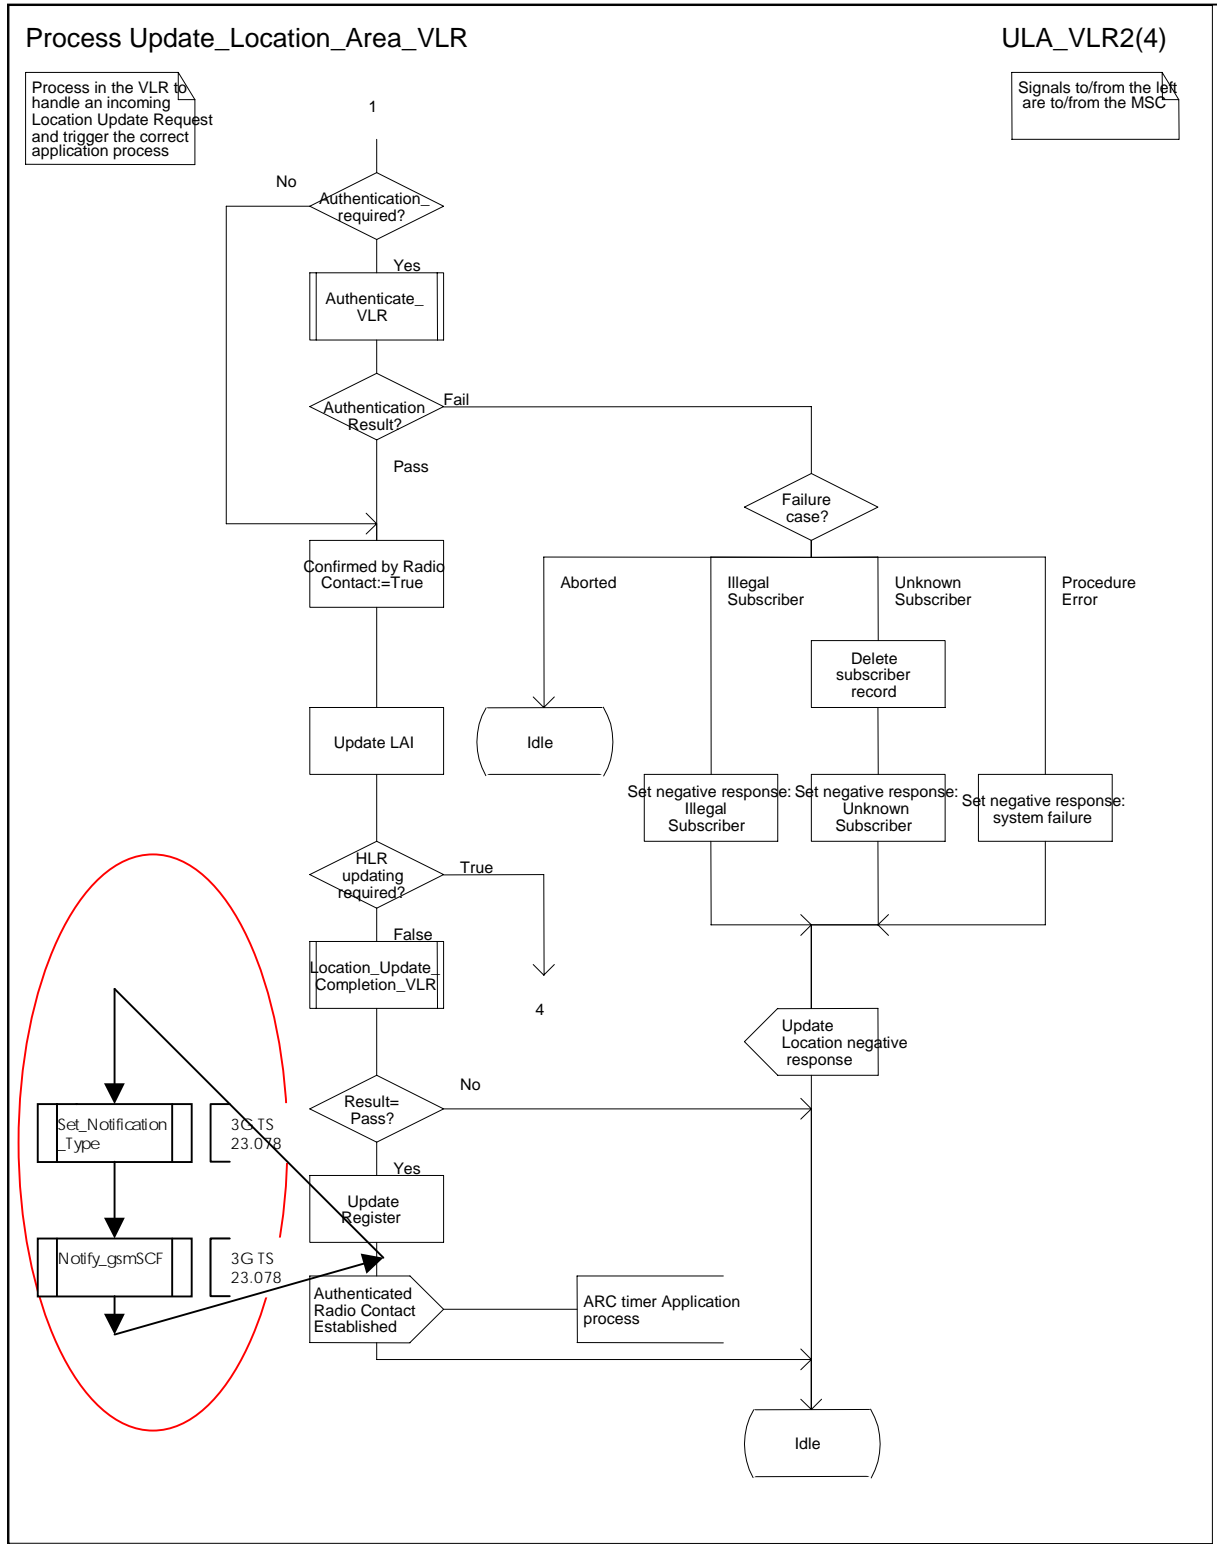 Process Update_Location_Area_VLR
ULA_VLR2(4)
Process in the VLR to
handle an incoming
Location Update Request
and trigger the correct
application process
Signals to/from the left
are to/from the MSC
1
No
Authentication_
required?
Yes
Authenticate_
VLR
Authentication
Result?
Fail
Pass
Failure
case?
Confirmed by Radio
Contact:=True
Aborted
Illegal
Subscriber
Unknown
Subscriber
Procedure
Error
Delete
subscriber
record
Update LAI
Idle
Set negative response:
Illegal
Subscriber
Set negative response:
Unknown
Subscriber
Set negative response:
system failure
HLR
updating
required?
True
False
Location_Update_
Completion_VLR
4
Update
Location negative
response
Result=
Pass?
No
Yes
Set_Notification
_Type
3G TS
23.078
Update
Register
Notify_gsmSCF
3G TS
23.078
Authenticated
Radio Contact
Established
ARC timer Application
process
Idle